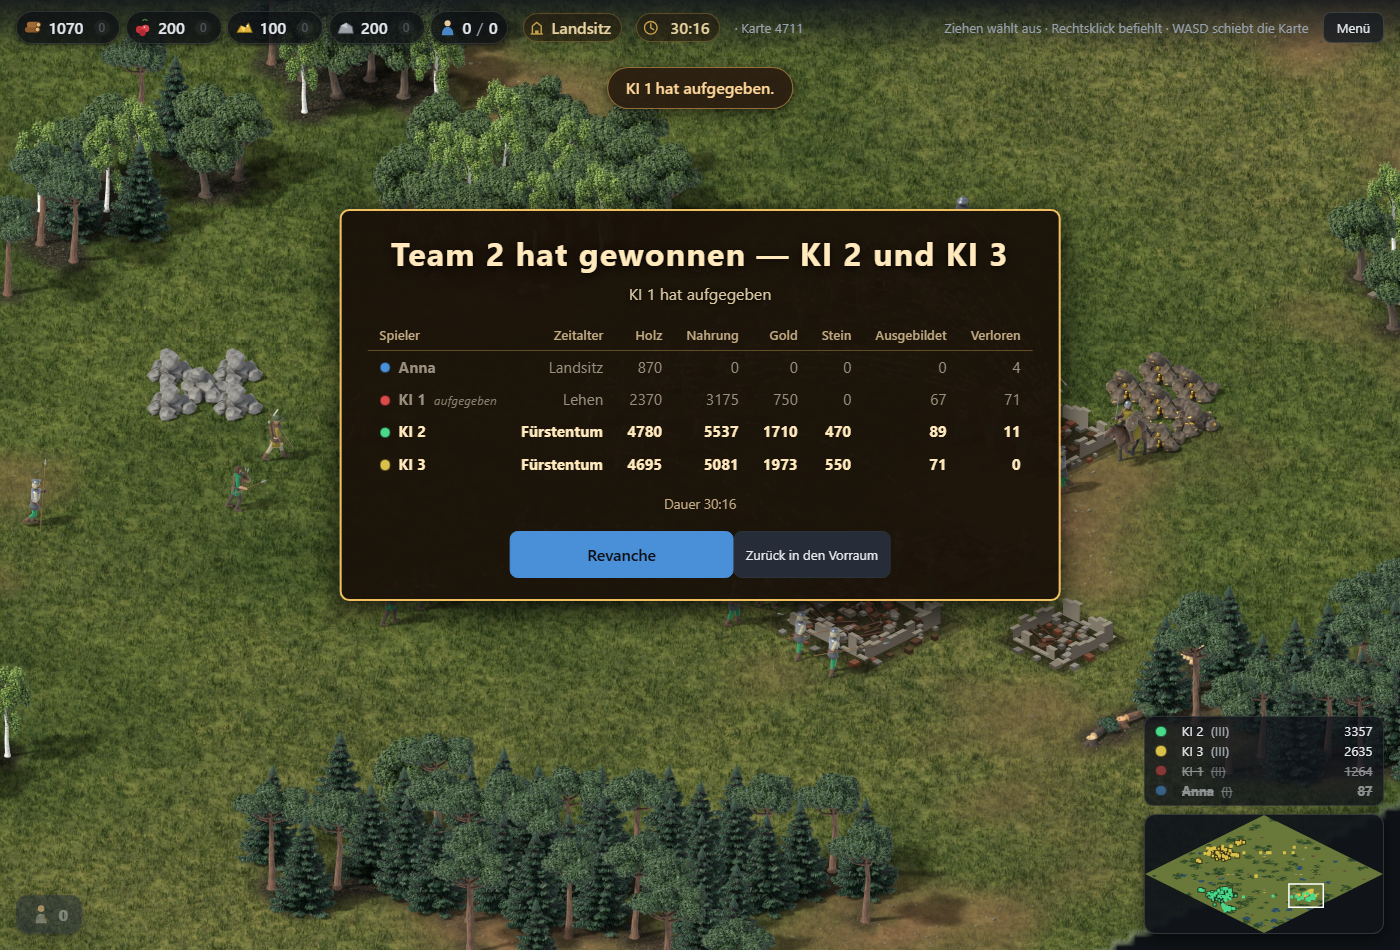 1070 0 200 0 100 0 200 0 0 / 0 Landsitz 30:16 · Karte 4711 Ziehen wählt aus · Rechtsklick befiehlt · WASD schiebt die Karte Menü
KI 1 hat aufgegeben.
Team 2 hat gewonnen — KI 2 und KI 3
KI 1 hat aufgegeben
Spieler Zeitalter Holz Nahrung Gold Stein Ausgebildet Verloren
Anna Landsitz 870 0 0 0 0 4
KI 1 aufgegeben Lehen 2370 3175 750 0 67 71
KI 2 Fürstentum 4780 5537 1710 470 89 11
KI 3 Fürstentum 4695 5081 1973 550 71 0
Dauer 30:16
Revanche Zurück in den Vorraum
KI 2 (III) 3357
KI 3 (III) 2635
KI 1 (II) 1264
Anna (I) 87
0